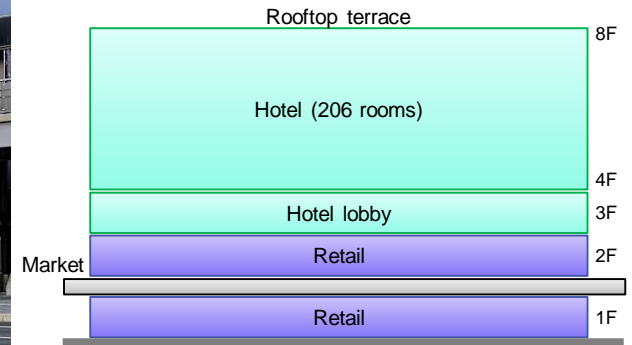 Rooftop terrace
8F
Hotel (206 rooms)
4F
Hotel lobby
3F
Retail
2F
Market
Retail
1F